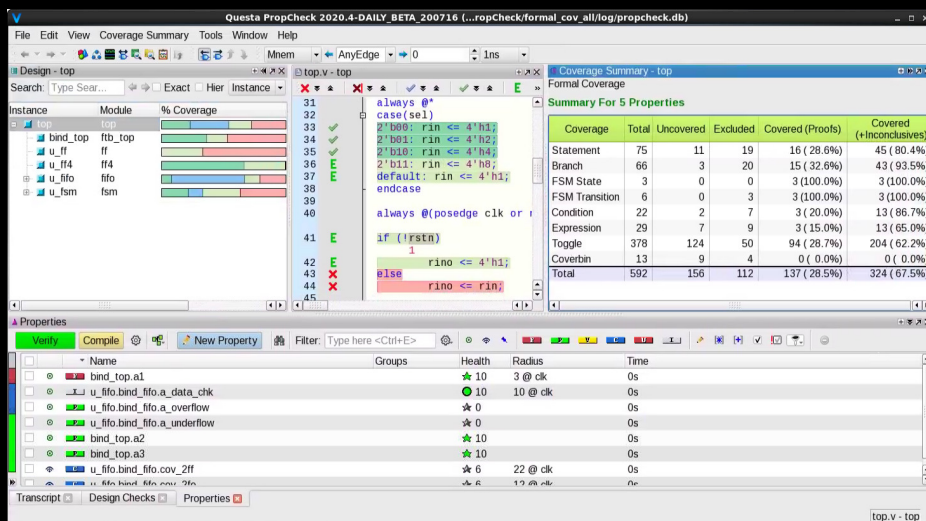 Questa PropCheck 2020.4-DAILY_BETA_200716 (...ropCheck/formal_cov_all/log/propcheck.db)
File Edit View Coverage Summary Tools Window Help
Mnem AnyEdge 0 1ns
Design - top
Search: Type Sear... Exact Hier Instance
Instance Module % Coverage
top top
bind_top ftb_top
u_ff ff
u_ff4 ff4
u_fifo fifo
u_fsm fsm
top.v - top
E
31 always @*
32 case(sel)
33 2'b00: rin <= 4'h1;
34 2'b01: rin <= 4'h2;
35 2'b10: rin <= 4'h4;
36 E 2'b11: rin <= 4'h8;
37 E default: rin <= 4'h1;
38 endcase
39
40 always @(posedge clk or
41 E if (!rstn)
1
42 E rino <= 4'h1;
43 else
44 rino <= rin;
45
Coverage Summary - top
Formal Coverage
Summary For 5 Properties
Coverage Total Uncovered Excluded Covered (Proofs) Covered (+Inconclusives)
Statement 75 11 19 16 (28.6%) 45 (80.4%
Branch 66 3 20 15 (32.6%) 43 (93.5%
FSM State 3 0 0 3 (100.0%) 3 (100.0%
FSM Transition 6 0 3 3 (100.0%) 3 (100.0%
Condition 22 2 7 3 (20.0%) 13 (86.7%
Expression 29 7 9 3 (15.0%) 13 (65.0%
Toggle 378 124 50 94 (28.7%) 204 (62.2%
Coverbin 13 9 4 0 ( 0.0%) 0 ( 0.0%
Total 592 156 112 137 (28.5%) 324 (67.5%
Properties
Verify Compile New Property Filter: Type here <Ctrl+E>
Name Groups Health Radius Time
F bind_top.a1 10 3 @ clk 0s
I u_fifo.bind_fifo.a_data_chk 10 10 @ clk 0s
P u_fifo.bind_fifo.a_overflow 0 0s
P u_fifo.bind_fifo.a_underflow 0 0s
P bind_top.a2 10 0s
P bind_top.a3 10 0s
C u_fifo.bind_fifo.cov_2ff 6 22 @ clk 0s
u_fifo.bind_fifo.cov_2fo 6 12 @ clk 0s
Transcript Design Checks Properties
top.v - top